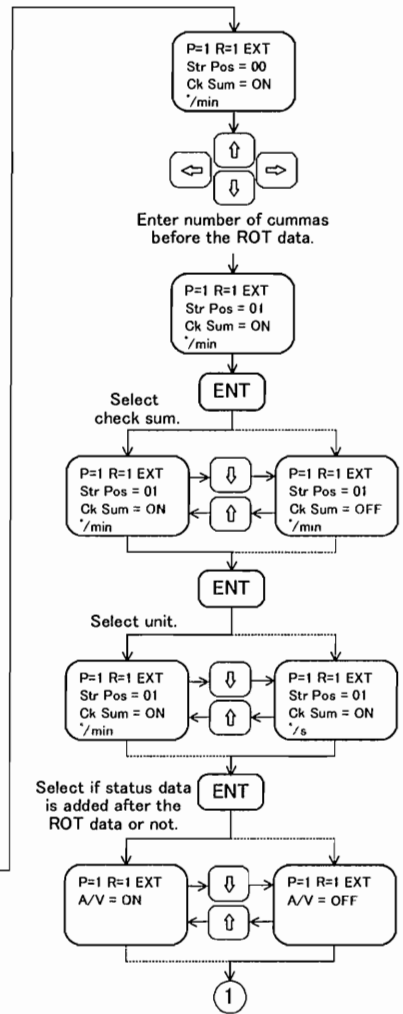 P=1 R=1 EXT
Str Pos = 00
Ck Sum = ON
°/min
Enter number of cummas
before the ROT data.
P=1 R=1 EXT
Str Pos = 01
Ck Sum = ON
°/min
ENT
Select
check sum.
P=1 R=1 EXT
Str Pos = 01
Ck Sum = ON
°/min
P=1 R=1 EXT
Str Pos = 01
Ck Sum = OFF
°/min
ENT
Select unit.
P=1 R=1 EXT
Str Pos = 01
Ck Sum = ON
°/min
P=1 R=1 EXT
Str Pos = 01
Ck Sum = ON
°/s
Select if status data
is added after the
ROT data or not.
ENT
P=1 R=1 EXT
A/V = ON
P=1 R=1 EXT
A/V = OFF
1